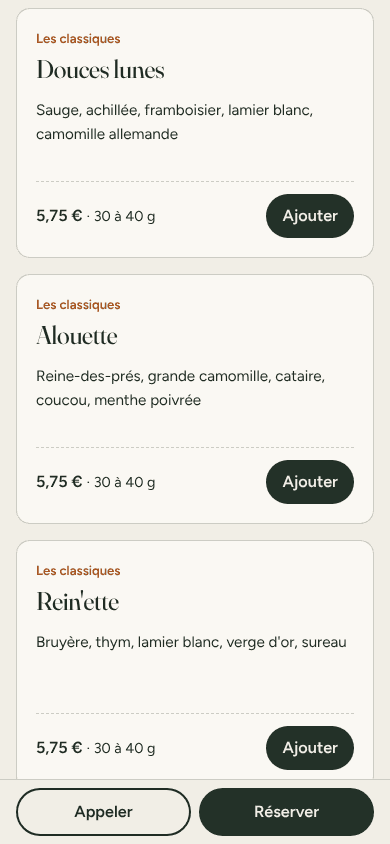 Les classiques
Douces lunes
Sauge, achillée, framboisier, lamier blanc,
camomille allemande
5,75 € · 30 à 40 g
Ajouter
Les classiques
Alouette
Reine-des-prés, grande camomille, cataire,
coucou, menthe poivrée
5,75 € · 30 à 40 g
Ajouter
Les classiques
Rein'ette
Bruyère, thym, lamier blanc, verge d'or, sureau
5,75 € · 30 à 40 g
Ajouter
Appeler
Réserver